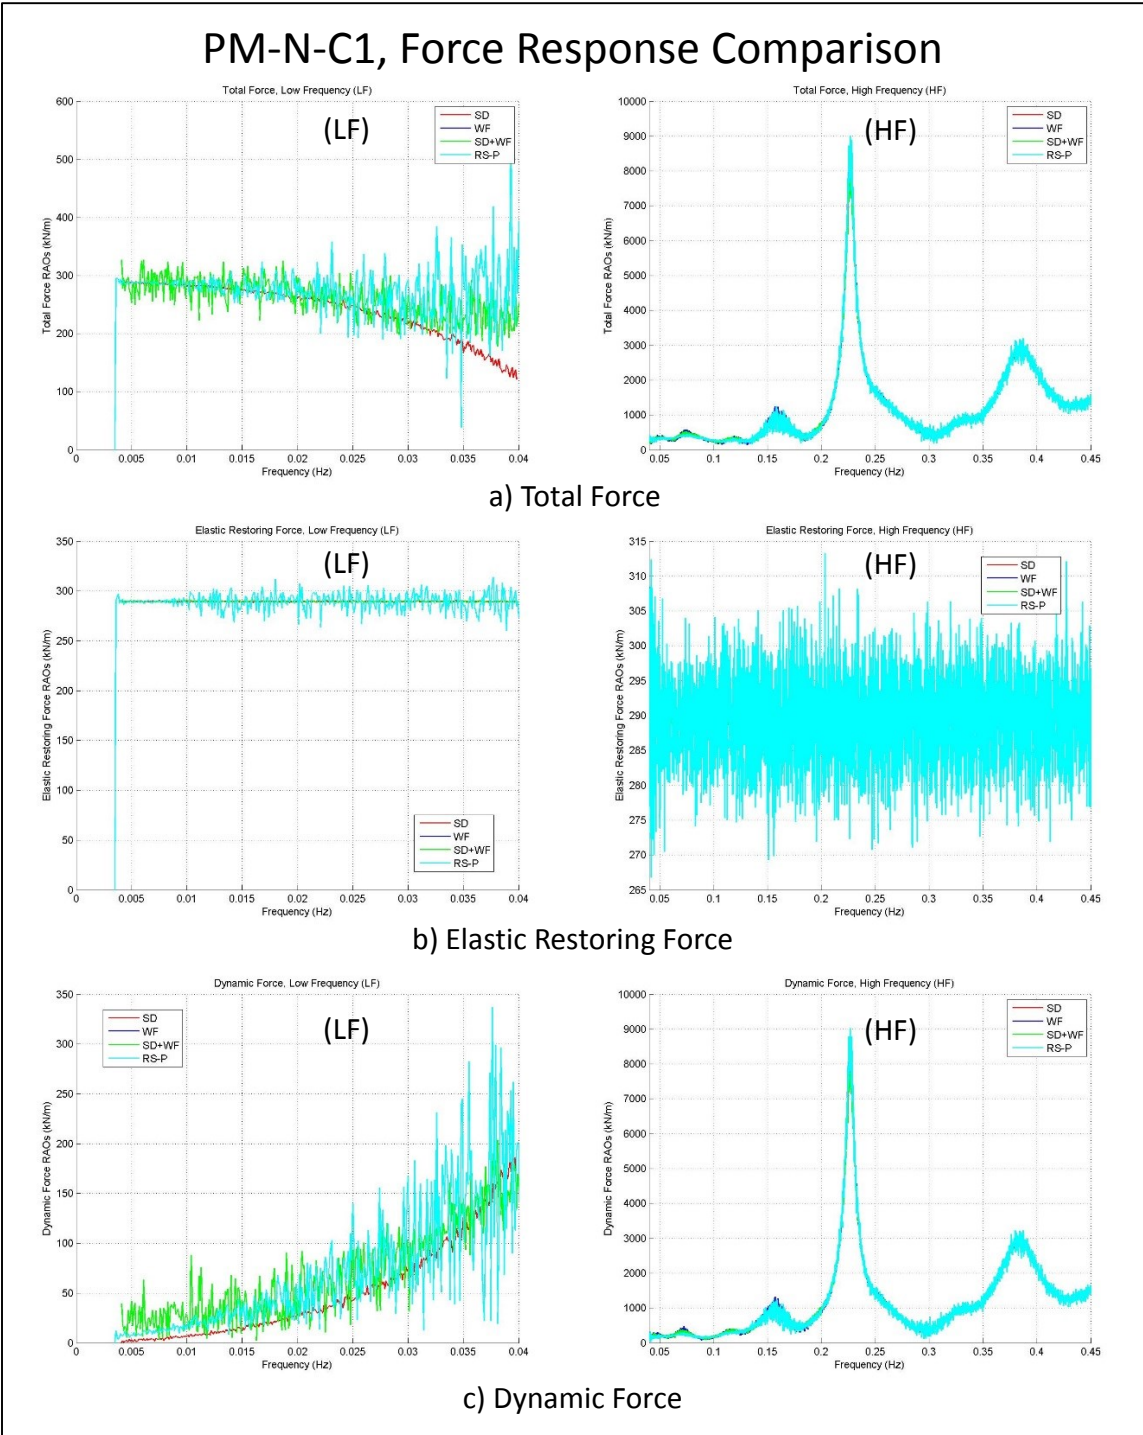 PM-N-C1, Force Response Comparison
Total Force, Low Frequency (LF)
(LF)
SD
WF
SD+WF
RS-P
600
500
400
300
200
100
0
Total Force RAOs (kN/m)
0 0.005 0.01 0.015 0.02 0.025 0.03 0.035 0.04
Frequency (Hz)
Total Force, High Frequency (HF)
(HF)
SD
WF
SD+WF
RS-P
10000
9000
8000
7000
6000
5000
4000
3000
2000
1000
0
Total Force RAOs (kN/m)
0.05 0.1 0.15 0.2 0.25 0.3 0.35 0.4 0.45
Frequency (Hz)
a) Total Force
Elastic Restoring Force, Low Frequency (LF)
(LF)
350
300
250
200
150
100
50
0
Elastic Restoring Force RAOs (kN/m)
SD
WF
SD+WF
RS-P
0 0.005 0.01 0.015 0.02 0.025 0.03 0.035 0.04
Frequency (Hz)
Elastic Restoring Force, High Frequency (HF)
(HF)
SD
WF
SD+WF
RS-P
315
310
305
300
295
290
285
280
275
270
265
Elastic Restoring Force RAOs (kN/m)
0.05 0.1 0.15 0.2 0.25 0.3 0.35 0.4 0.45
Frequency (Hz)
b) Elastic Restoring Force
Dynamic Force, Low Frequency (LF)
(LF)
SD
WF
SD+WF
RS-P
350
300
250
200
150
100
50
0
Dynamic Force RAOs (kN/m)
0 0.005 0.01 0.015 0.02 0.025 0.03 0.035 0.04
Frequency (Hz)
Dynamic Force, High Frequency (HF)
(HF)
SD
WF
SD+WF
RS-P
10000
9000
8000
7000
6000
5000
4000
3000
2000
1000
0
Dynamic Force RAOs (kN/m)
0.05 0.1 0.15 0.2 0.25 0.3 0.35 0.4 0.45
Frequency (Hz)
c) Dynamic Force